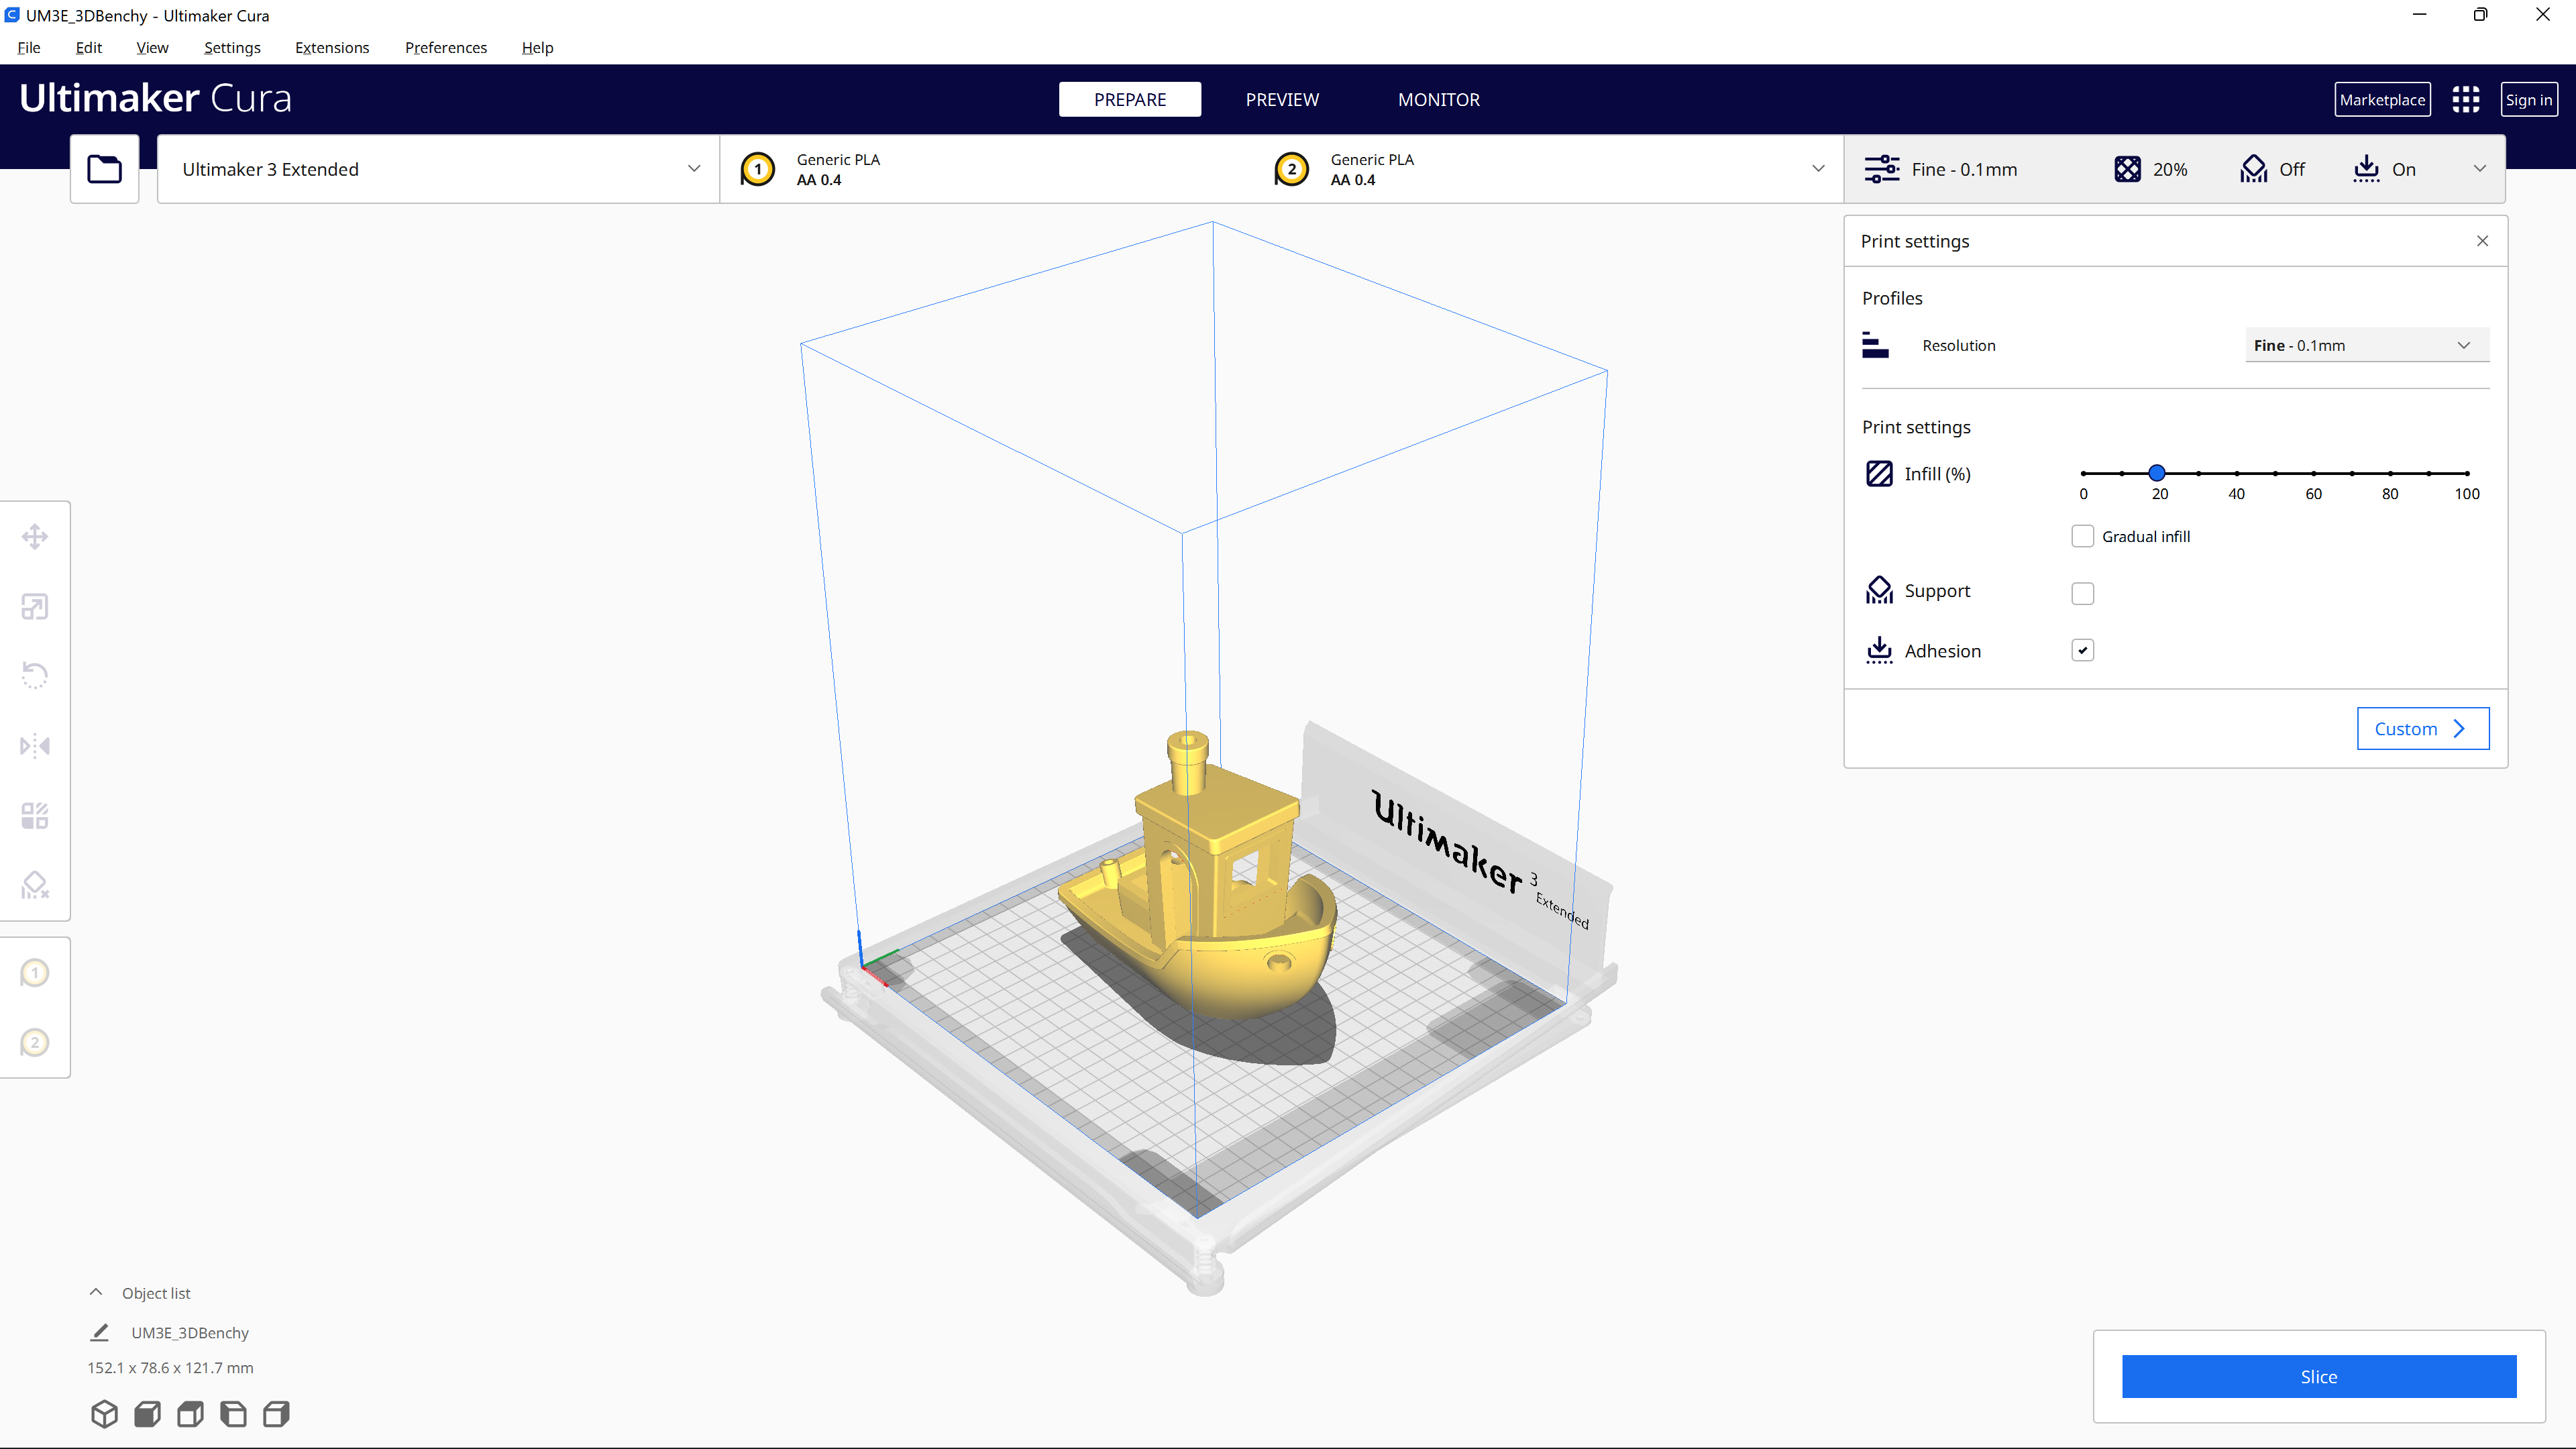 UM3E_3DBenchy - Ultimaker Cura
File Edit View Settings Extensions Preferences Help
Ultimaker Cura
PREPARE PREVIEW MONITOR
Marketplace
Sign in
Ultimaker 3 Extended
1
Generic PLA
AA 0.4
2
Generic PLA
AA 0.4
Fine - 0.1mm
20%
Off
On
Print settings
Profiles
Resolution
Fine - 0.1mm
Print settings
Infill (%)
0 20 40 60 80 100
Gradual infill
Support
Adhesion
Custom
Ultimaker 3
Extended
1
2
Object list
UM3E_3DBenchy
152.1 x 78.6 x 121.7 mm
Slice